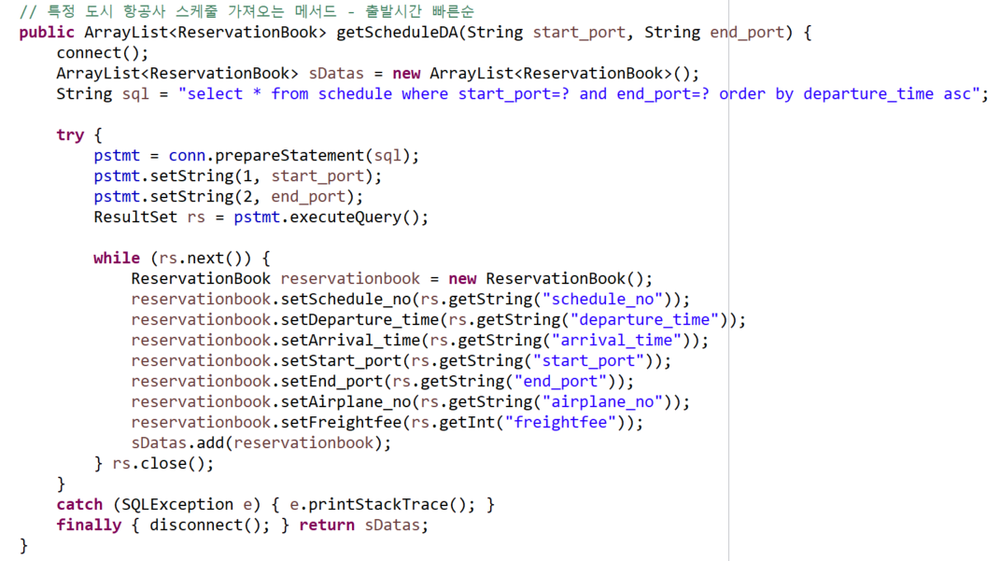 // 특정 도시 항공사 스케줄 가져오는 메서드 - 출발시간 빠른순
public ArrayList<ReservationBook> getScheduleDA(String start_port, String end_port) {
connect();
ArrayList<ReservationBook> sDatas = new ArrayList<ReservationBook>();
String sql = "select * from schedule where start_port=? and end_port=? order by departure_time asc";
try {
pstmt = conn.prepareStatement(sql);
pstmt.setString(1, start_port);
pstmt.setString(2, end_port);
ResultSet rs = pstmt.executeQuery();
while (rs.next()) {
ReservationBook reservationbook = new ReservationBook();
reservationbook.setSchedule_no(rs.getString("schedule_no"));
reservationbook.setDeparture_time(rs.getString("departure_time"));
reservationbook.setArrival_time(rs.getString("arrival_time"));
reservationbook.setStart_port(rs.getString("start_port"));
reservationbook.setEnd_port(rs.getString("end_port"));
reservationbook.setAirplane_no(rs.getString("airplane_no"));
reservationbook.setFreightfee(rs.getInt("freightfee"));
sDatas.add(reservationbook);
} rs.close();
}
catch (SQLException e) { e.printStackTrace(); }
finally { disconnect(); } return sDatas;
}